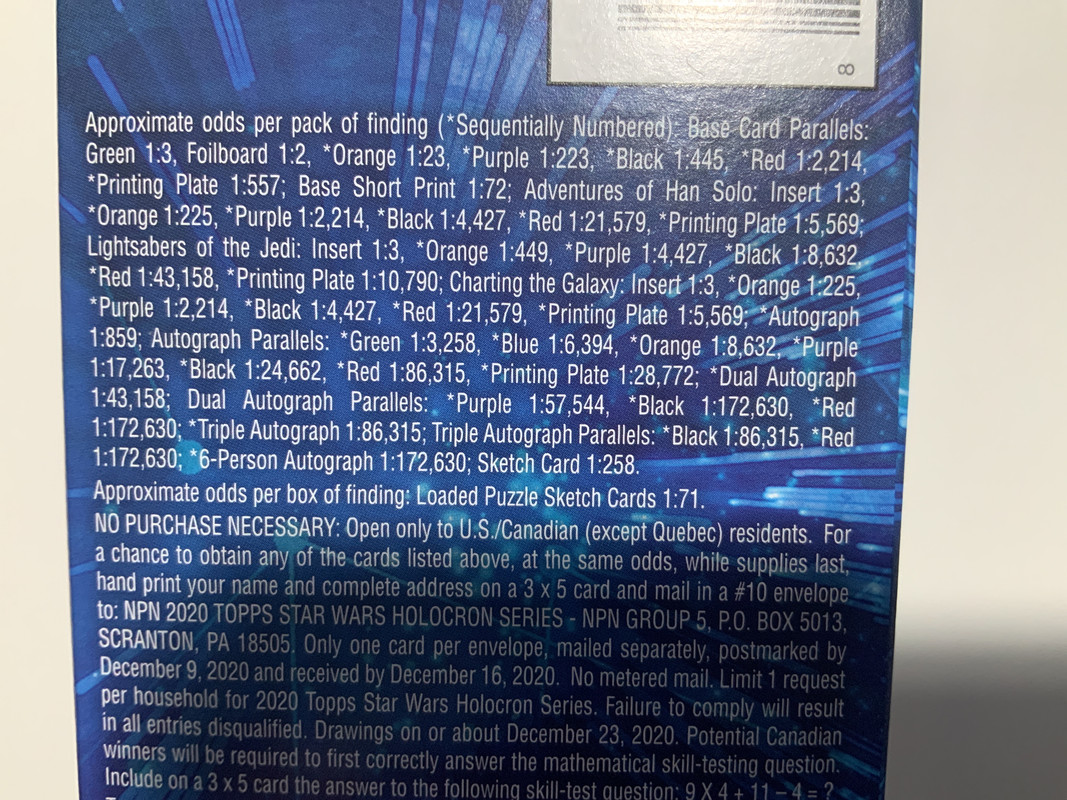 8
Approximate odds per pack of finding (*Sequentially Numbered): Base Card Parallels:
Green 1:3, Foilboard 1:2, *Orange 1:23, *Purple 1:223, *Black 1:445, *Red 1:2,214,
*Printing Plate 1:557; Base Short Print 1:72; Adventures of Han Solo: Insert 1:3,
*Orange 1:225, *Purple 1:2,214, *Black 1:4,427, *Red 1:21,579, *Printing Plate 1:5,569;
Lightsabers of the Jedi: Insert 1:3, *Orange 1:449, *Purple 1:4,427, *Black 1:8,632,
*Red 1:43,158, *Printing Plate 1:10,790; Charting the Galaxy: Insert 1:3, *Orange 1:225,
*Purple 1:2,214, *Black 1:4,427, *Red 1:21,579, *Printing Plate 1:5,569; *Autograph
1:859; Autograph Parallels: *Green 1:3,258, *Blue 1:6,394, *Orange 1:8,632, *Purple
1:17,263, *Black 1:24,662, *Red 1:86,315, *Printing Plate 1:28,772; *Dual Autograph
1:43,158; Dual Autograph Parallels: *Purple 1:57,544, *Black 1:172,630, *Red
1:172,630; *Triple Autograph 1:86,315; Triple Autograph Parallels: *Black 1:86,315, *Red
1:172,630; *6-Person Autograph 1:172,630; Sketch Card 1:258.
Approximate odds per box of finding: Loaded Puzzle Sketch Cards 1:71.
NO PURCHASE NECESSARY: Open only to U.S./Canadian (except Quebec) residents. For
a chance to obtain any of the cards listed above, at the same odds, while supplies last,
hand print your name and complete address on a 3 x 5 card and mail in a #10 envelope
to: NPN 2020 TOPPS STAR WARS HOLOCRON SERIES - NPN GROUP 5, P.O. BOX 5013,
SCRANTON, PA 18505. Only one card per envelope, mailed separately, postmarked by
December 9, 2020 and received by December 16, 2020. No metered mail. Limit 1 request
per household for 2020 Topps Star Wars Holocron Series. Failure to comply will result
in all entries disqualified. Drawings on or about December 23, 2020. Potential Canadian
winners will be required to first correctly answer the mathematical skill-testing question.
Include on a 3 x 5 card the answer to the following skill-test question: 9 X 4 + 11 – 4 = ?